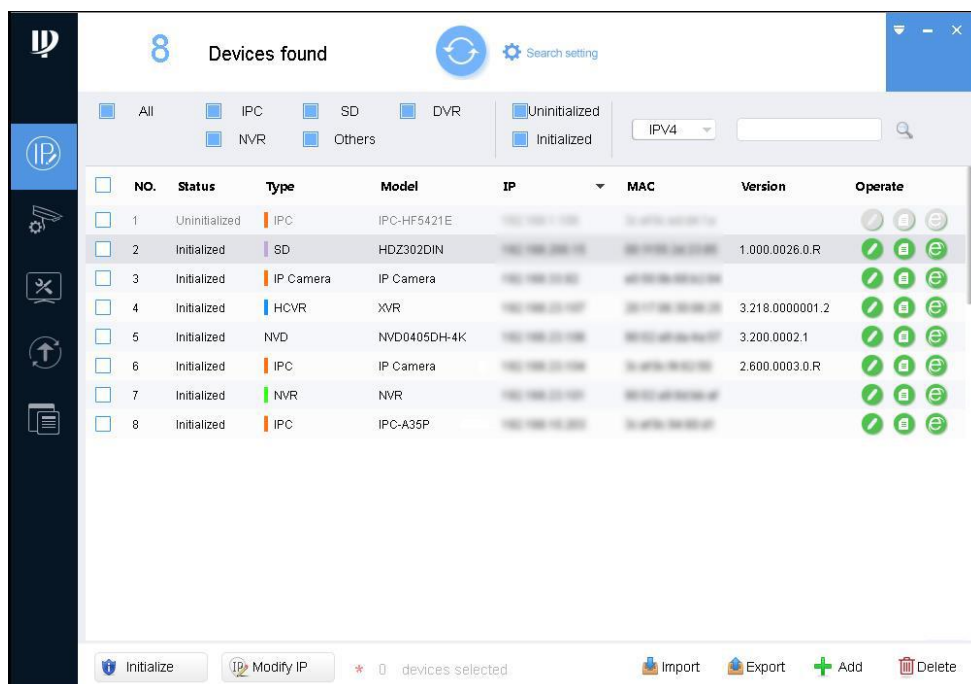 8 Devices found Search setting
All IPC SD DVR Uninitialized
NVR Others Initialized IPV4
NO. Status Type Model IP MAC Version Operate
1 Uninitialized IPC IPC-HF5421E
2 Initialized SD HDZ302DIN 1.000.0026.0.R
3 Initialized IP Camera IP Camera
4 Initialized HCVR XVR 3.218.0000001.2
5 Initialized NVD NVD0405DH-4K 3.200.0002.1
6 Initialized IPC IP Camera 2.600.0003.0.R
7 Initialized NVR NVR
8 Initialized IPC IPC-A35P
Initialize IP Modify IP * 0 devices selected Import Export Add Delete